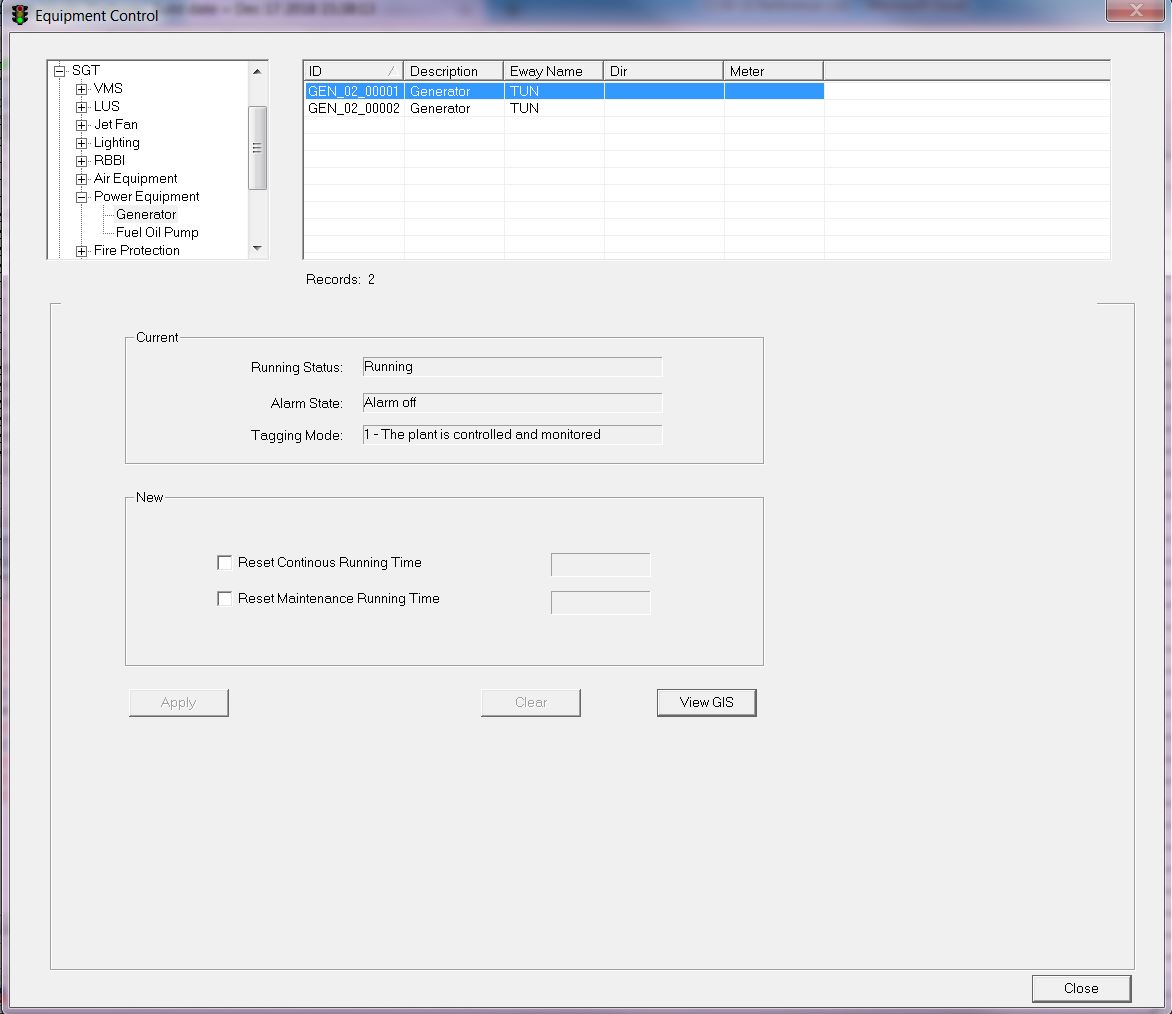 Equipment Control
SGT
VMS
LUS
Jet Fan
Lighting
RBBI
Air Equipment
Power Equipment
Generator
Fuel Oil Pump
Fire Protection
ID Description Eway Name Dir Meter
GEN_02_00001 Generator TUN
GEN_02_00002 Generator TUN
Records: 2
Current
Running Status: Running
Alarm State: Alarm off
Tagging Mode: 1 - The plant is controlled and monitored
New
Reset Continous Running Time
Reset Maintenance Running Time
Apply Clear View GIS
Close